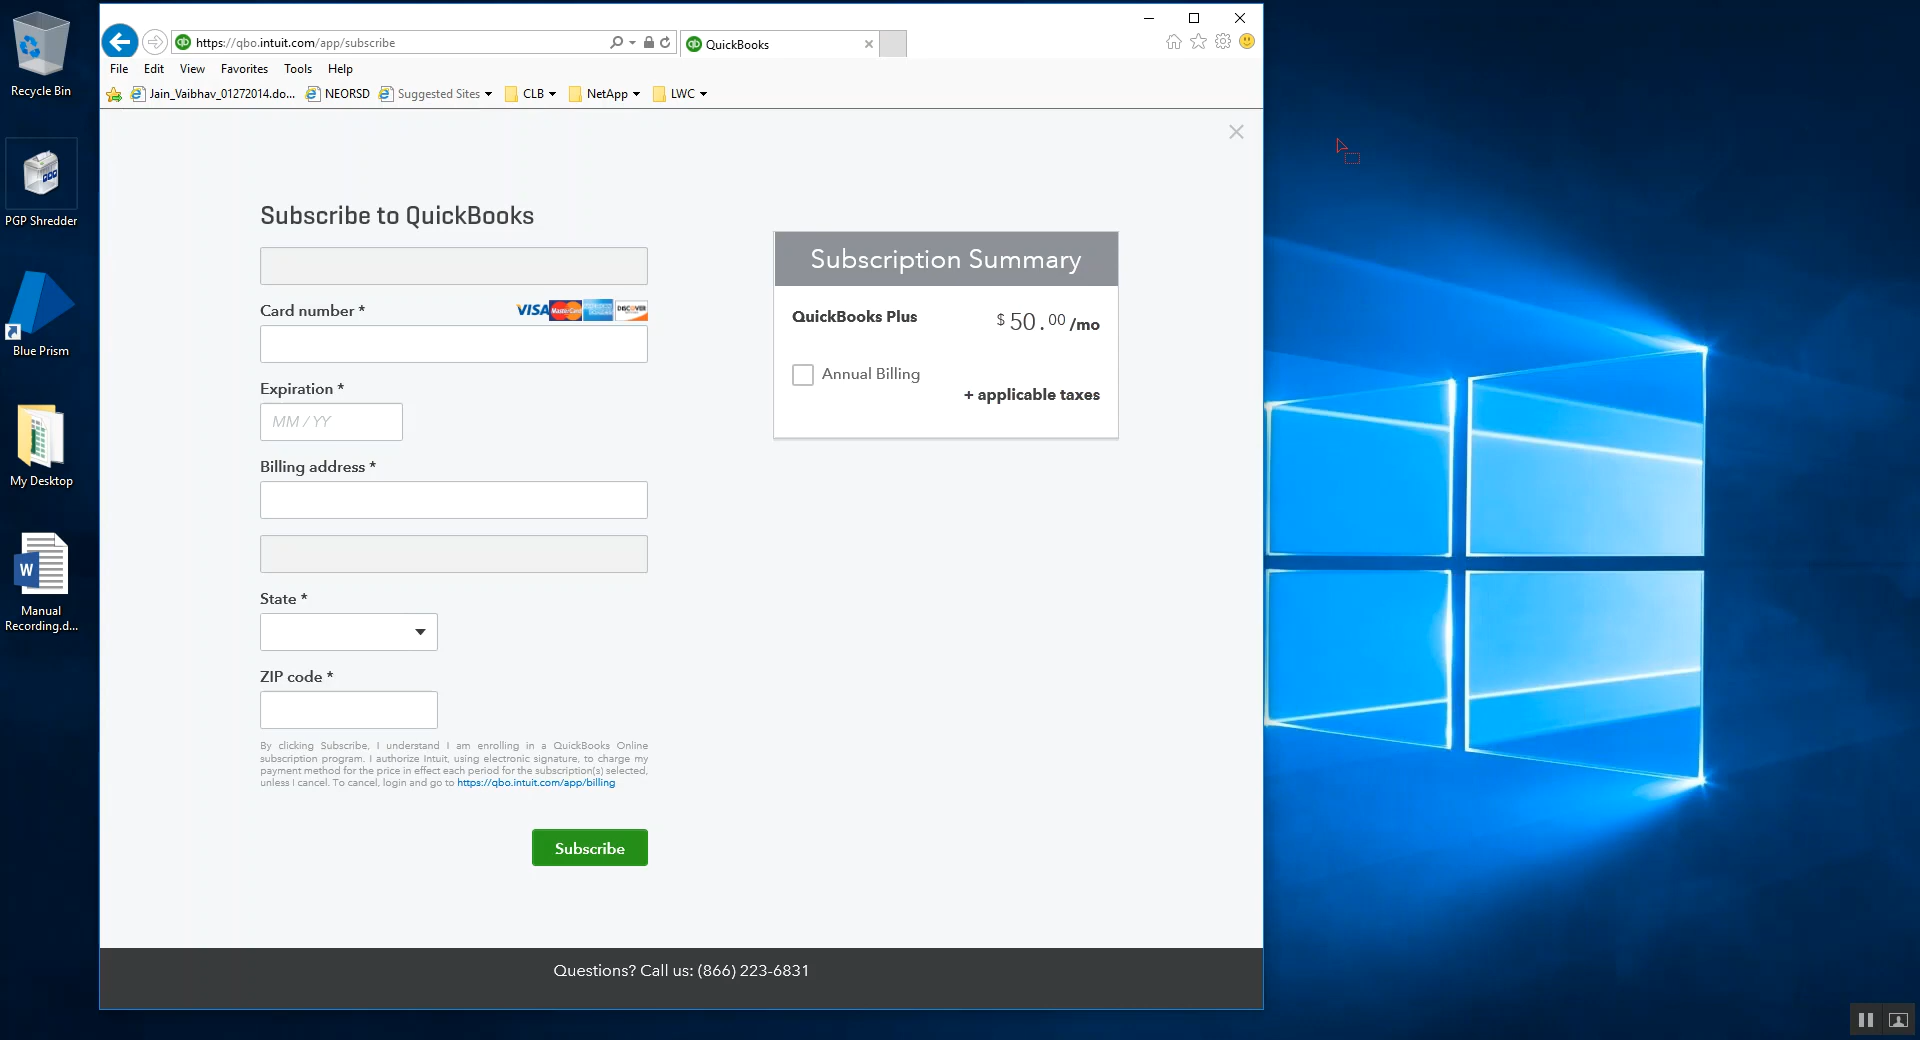 Recycle Bin
PGP Shredder
Blue Prism
My Desktop
W
Manual
Recording.d...
https://qbo.intuit.com/app/subscribe
qb QuickBooks
File Edit View Favorites Tools Help
Jain_Vaibhav_01272014.do... NEORSD Suggested Sites CLB NetApp LWC
Subscribe to QuickBooks
Card number *
VISA MasterCard DISCOVER
Expiration *
MM / YY
Billing address *
State *
ZIP code *
By clicking Subscribe, I understand I am enrolling in a QuickBooks Online
subscription program. I authorize Intuit, using electronic signature, to charge my
payment method for the price in effect each period for the subscription(s) selected,
unless I cancel. To cancel, login and go to https://qbo.intuit.com/app/billing
Subscribe
Subscription Summary
QuickBooks Plus
$ 50.00 /mo
Annual Billing
+ applicable taxes
Questions? Call us: (866) 223-6831